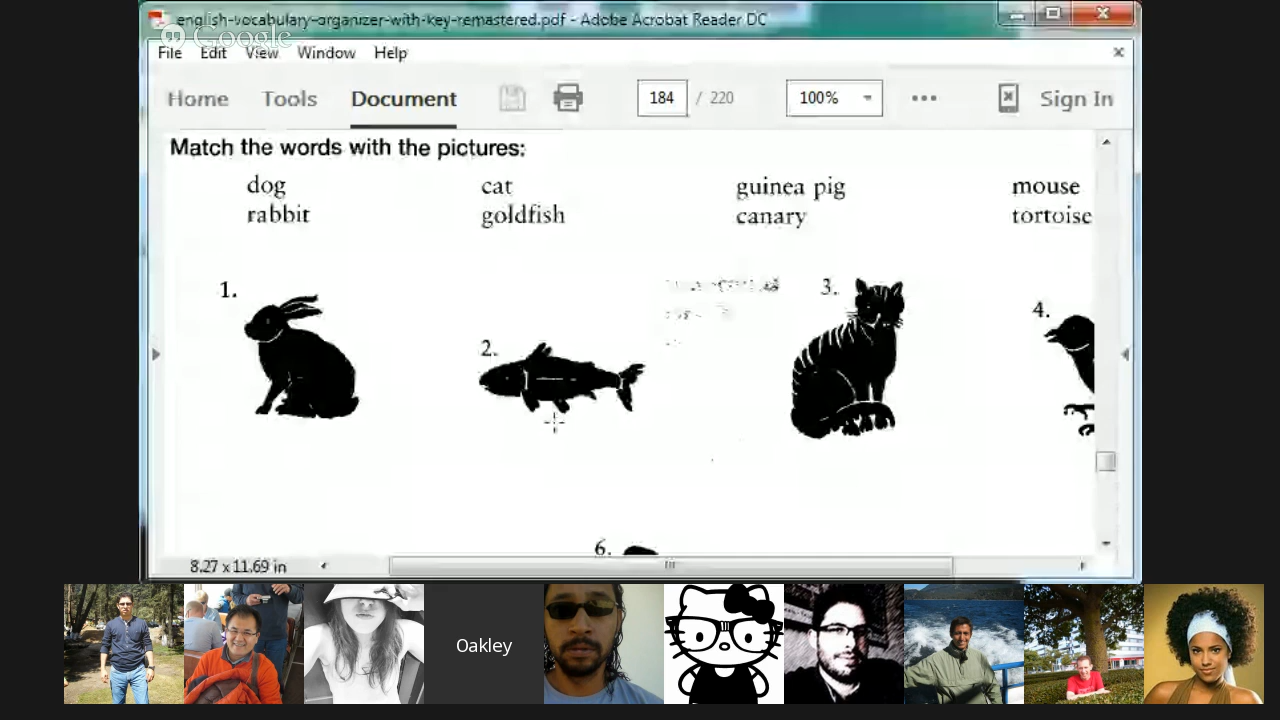 english-vocabulary-organizer-with-key-remastered.pdf - Adobe Acrobat Reader DC
Google
File Edit View Window Help
Home Tools Document 184 / 220 100% Sign In
Match the words with the pictures:
dog cat guinea pig mouse
rabbit goldfish canary tortoise
1. 3.
4.
2.
6.
8.27 x 11.69 in
Oakley